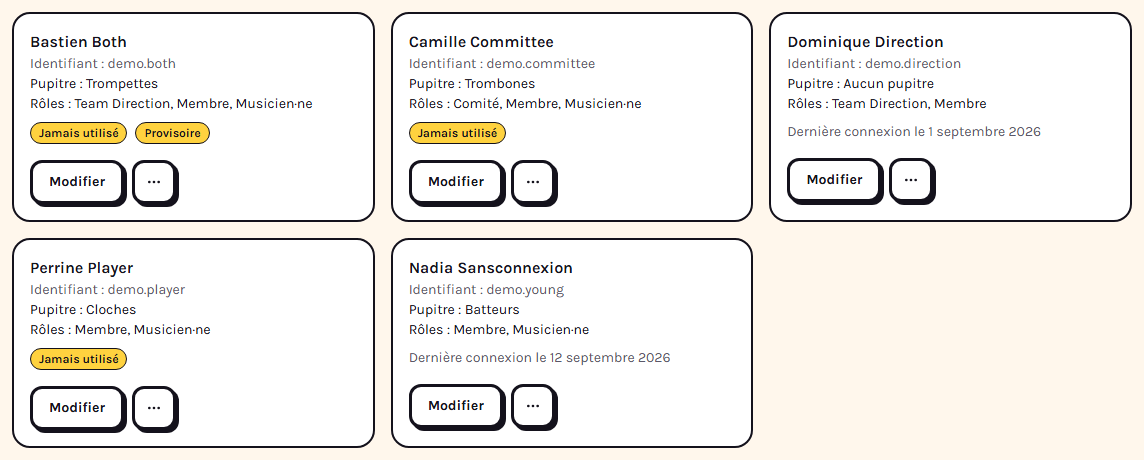 Bastien Both
Identifiant : demo.both
Pupitre : Trompettes
Rôles : Team Direction, Membre, Musicien·ne
Jamais utilisé Provisoire
Modifier ···
Camille Committee
Identifiant : demo.committee
Pupitre : Trombones
Rôles : Comité, Membre, Musicien·ne
Jamais utilisé
Modifier ···
Dominique Direction
Identifiant : demo.direction
Pupitre : Aucun pupitre
Rôles : Team Direction, Membre
Dernière connexion le 1 septembre 2026
Modifier ···
Perrine Player
Identifiant : demo.player
Pupitre : Cloches
Rôles : Membre, Musicien·ne
Jamais utilisé
Modifier ···
Nadia Sansconnexion
Identifiant : demo.young
Pupitre : Batteurs
Rôles : Membre, Musicien·ne
Dernière connexion le 12 septembre 2026
Modifier ···